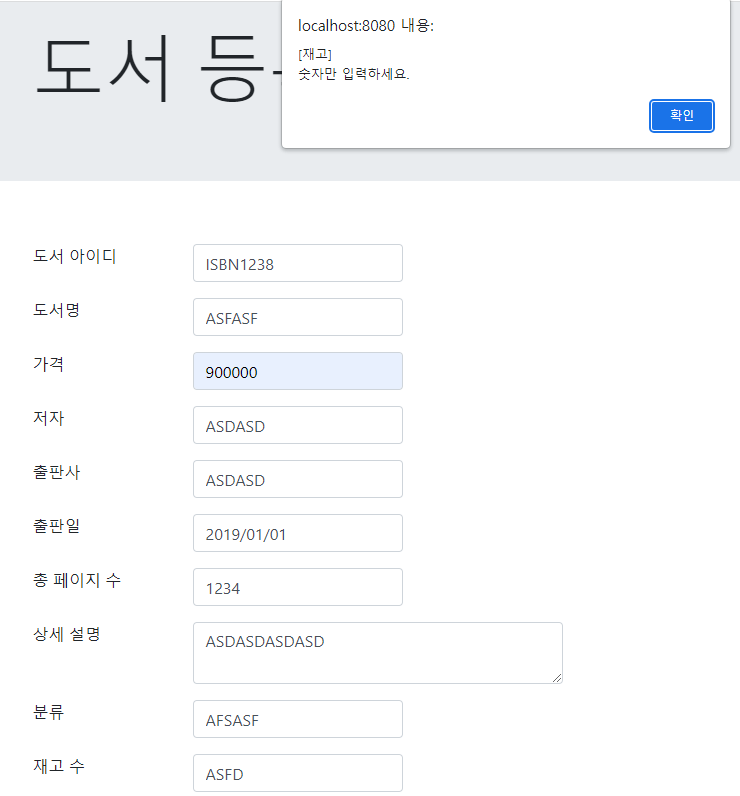 도서 등
localhost:8080 내용:
[재고]
숫자만 입력하세요.
확인
도서 아이디 ISBN1238
도서명 ASFASF
가격 900000
저자 ASDASD
출판사 ASDASD
출판일 2019/01/01
총 페이지 수 1234
상세 설명 ASDASDASDASD
분류 AFSASF
재고 수 ASFD